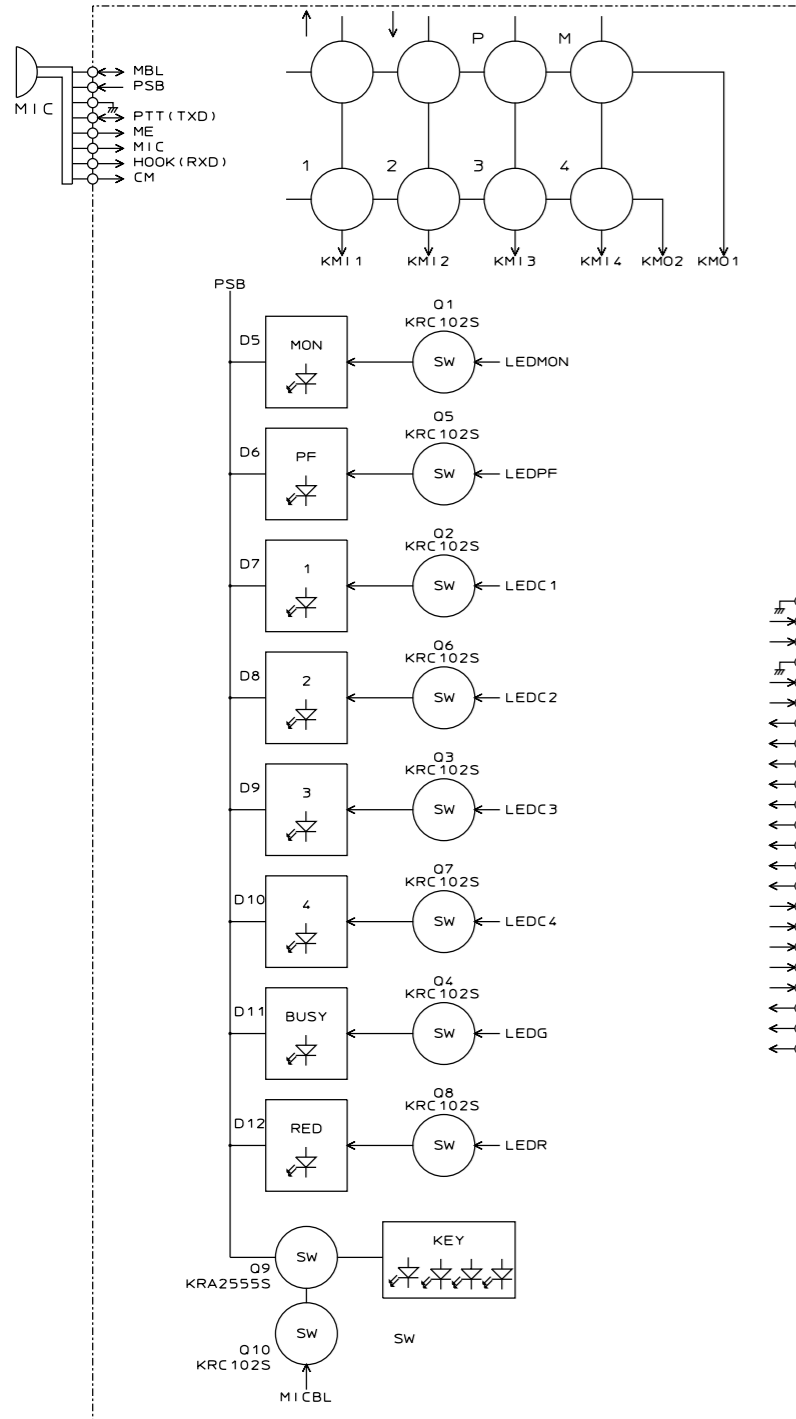 P M
MBL
PSB
MIC
PTT(TXD)
ME
MIC
HOOK(RXD)
CM
1 2 3 4
KMI1 KMI2 KMI3 KMI4 KMO2 KMO1
PSB
Q1
KRC102S
D5 MON SW LEDMON
Q5
KRC102S
D6 PF SW LEDPF
Q2
KRC102S
D7 1 SW LEDC1
Q6
KRC102S
D8 2 SW LEDC2
Q3
KRC102S
D9 3 SW LEDC3
Q7
KRC102S
D10 4 SW LEDC4
Q4
KRC102S
D11 BUSY SW LEDG
Q8
KRC102S
D12 RED SW LEDR
SW KEY
Q9
KRA2555S
SW SW
Q10
KRC102S
MICBL